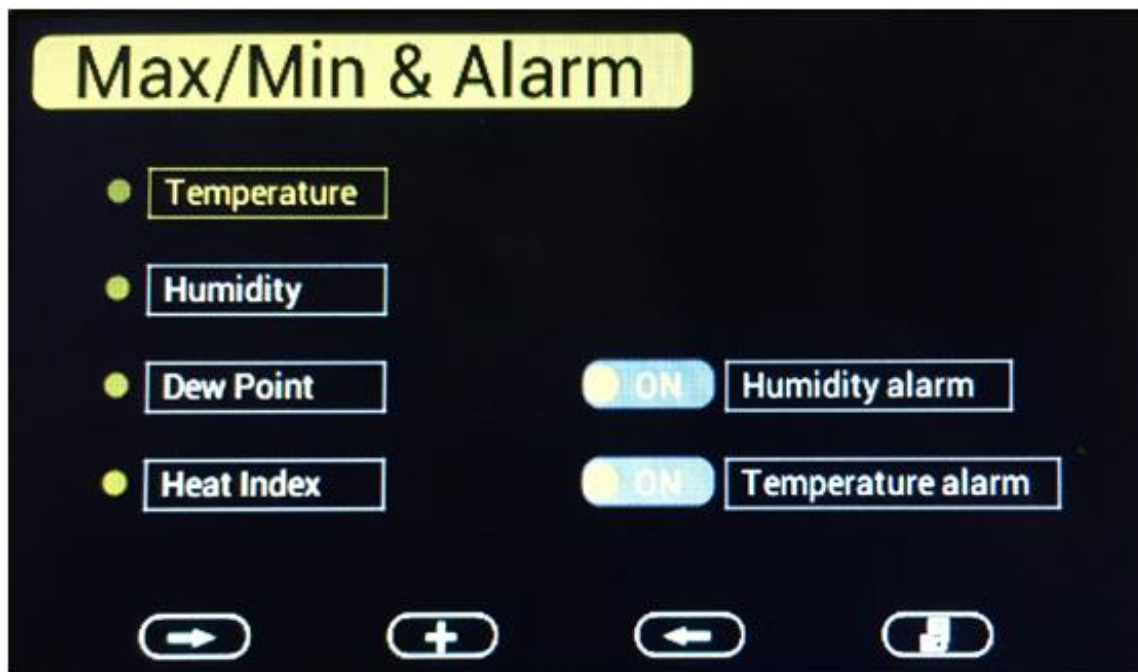 Max/Min & Alarm
Temperature
Humidity
Dew Point
ON Humidity alarm
Heat Index
ON Temperature alarm